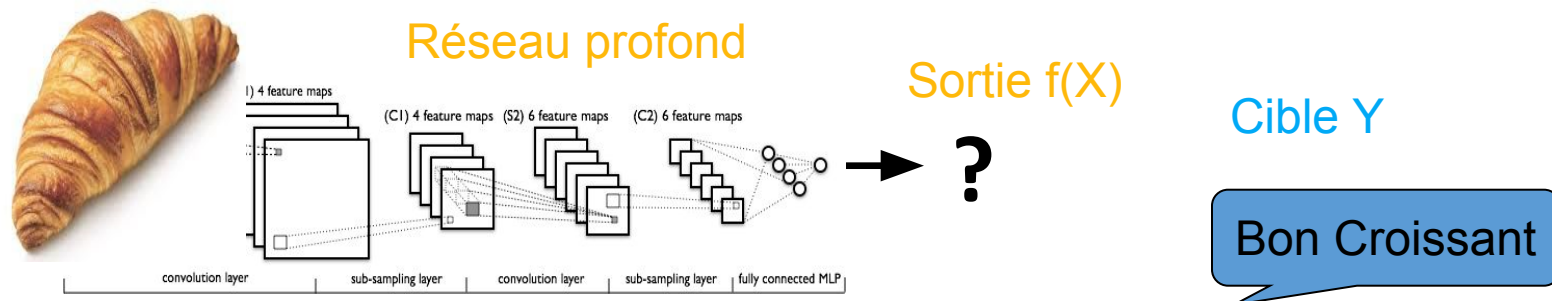 Réseau profond
Sortie f(X)
Cible Y
) 4 feature maps
(C1) 4 feature maps
(S2) 6 feature maps
(C2) 6 feature maps
?
Bon Croissant
convolution layer
sub-sampling layer
convolution layer
sub-sampling layer
fully connected MLP